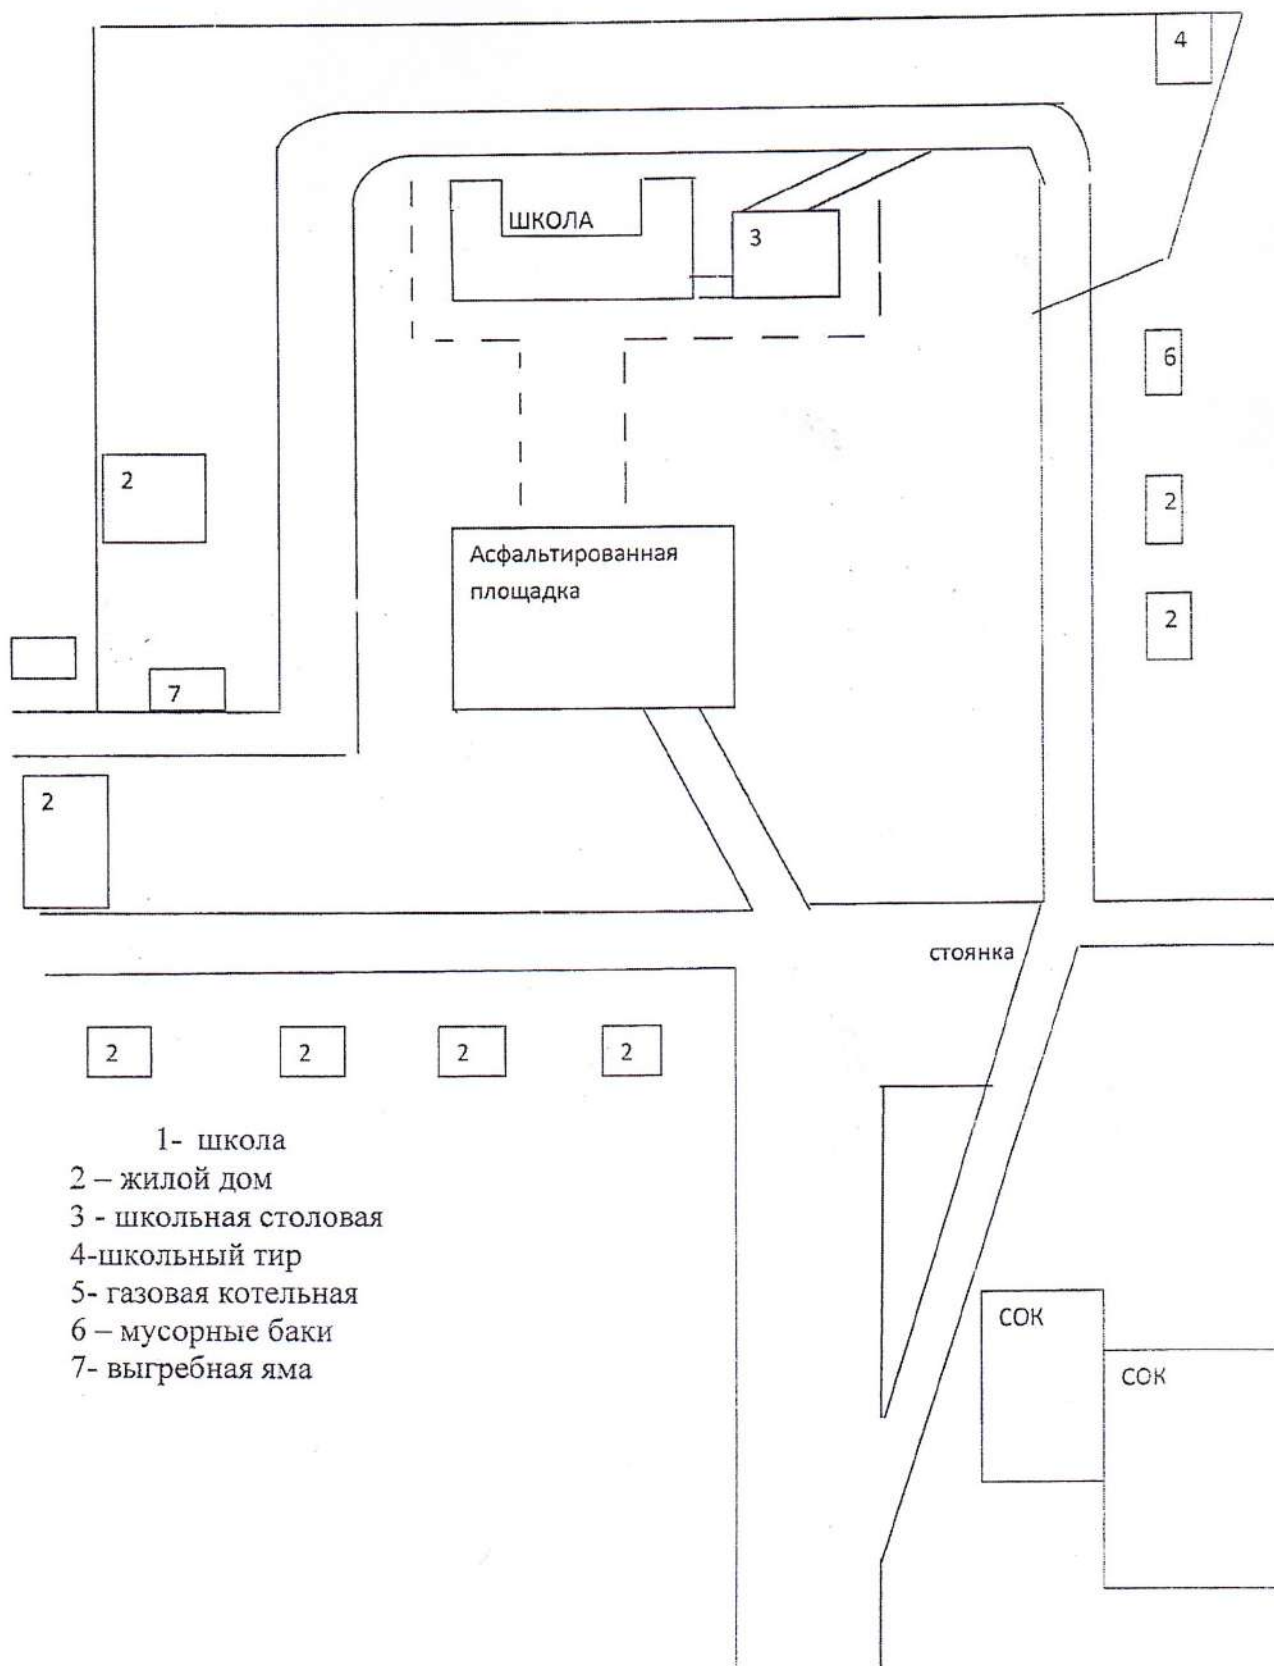 4
ШКОЛА
3
6
2
2
Асфальтированная
площадка
2
7
2
стоянка
2
2
2
2
1- школа
2 – жилой дом
3 - школьная столовая
4-школьный тир
5- газовая котельная
6 – мусорные баки
7- выгребная яма
СОК
СОК